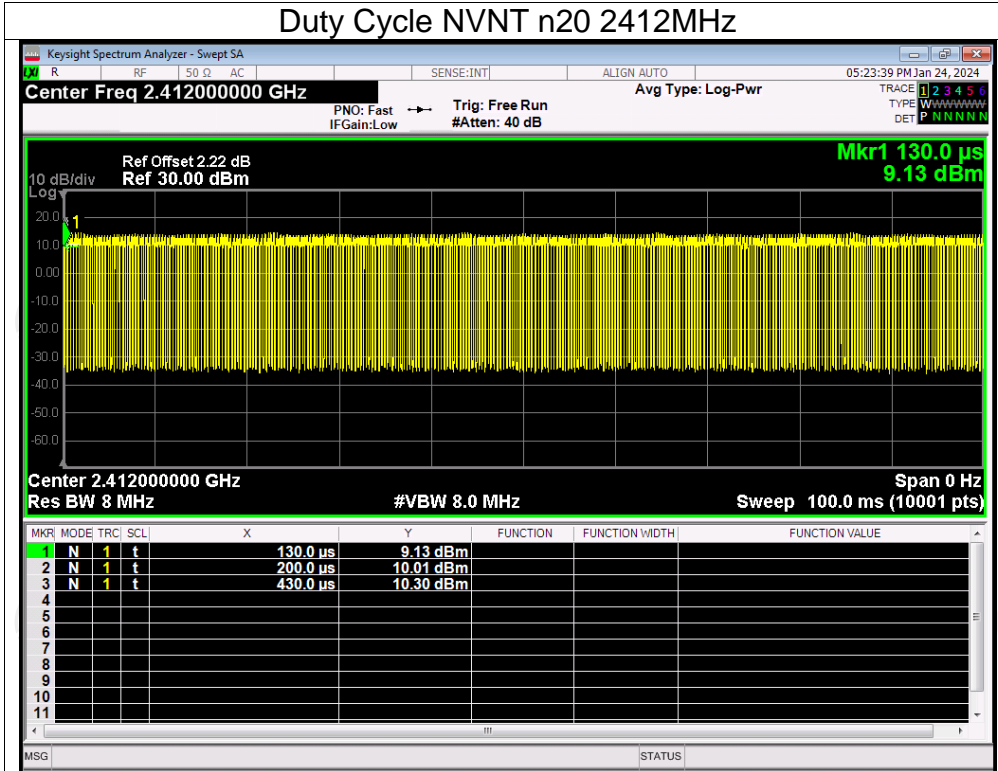 Duty Cycle NVNT n20 2412MHz
Keysight Spectrum Analyzer - Swept SA
LXI R RF 50 Ω AC SENSE:INT ALIGN AUTO 05:23:39 PM Jan 24, 2024
Center Freq 2.412000000 GHz Avg Type: Log-Pwr TRACE 1 2 3 4 5 6
PNO: Fast Trig: Free Run TYPE WWWWWW
IFGain:Low #Atten: 40 dB DET P N N N N N
Mkr1 130.0 µs
Ref Offset 2.22 dB
10 dB/div Ref 30.00 dBm 9.13 dBm
Log
20.0
1
10.0
0.00
-10.0
-20.0
-30.0
-40.0
-50.0
-60.0
Center 2.412000000 GHz Span 0 Hz
Res BW 8 MHz #VBW 8.0 MHz Sweep 100.0 ms (10001 pts)
MKR MODE TRC SCL X Y FUNCTION FUNCTION WIDTH FUNCTION VALUE
1 N 1 t 130.0 µs 9.13 dBm
2 N 1 t 200.0 µs 10.01 dBm
3 N 1 t 430.0 µs 10.30 dBm
4
5
6
7
8
9
10
11
MSG STATUS